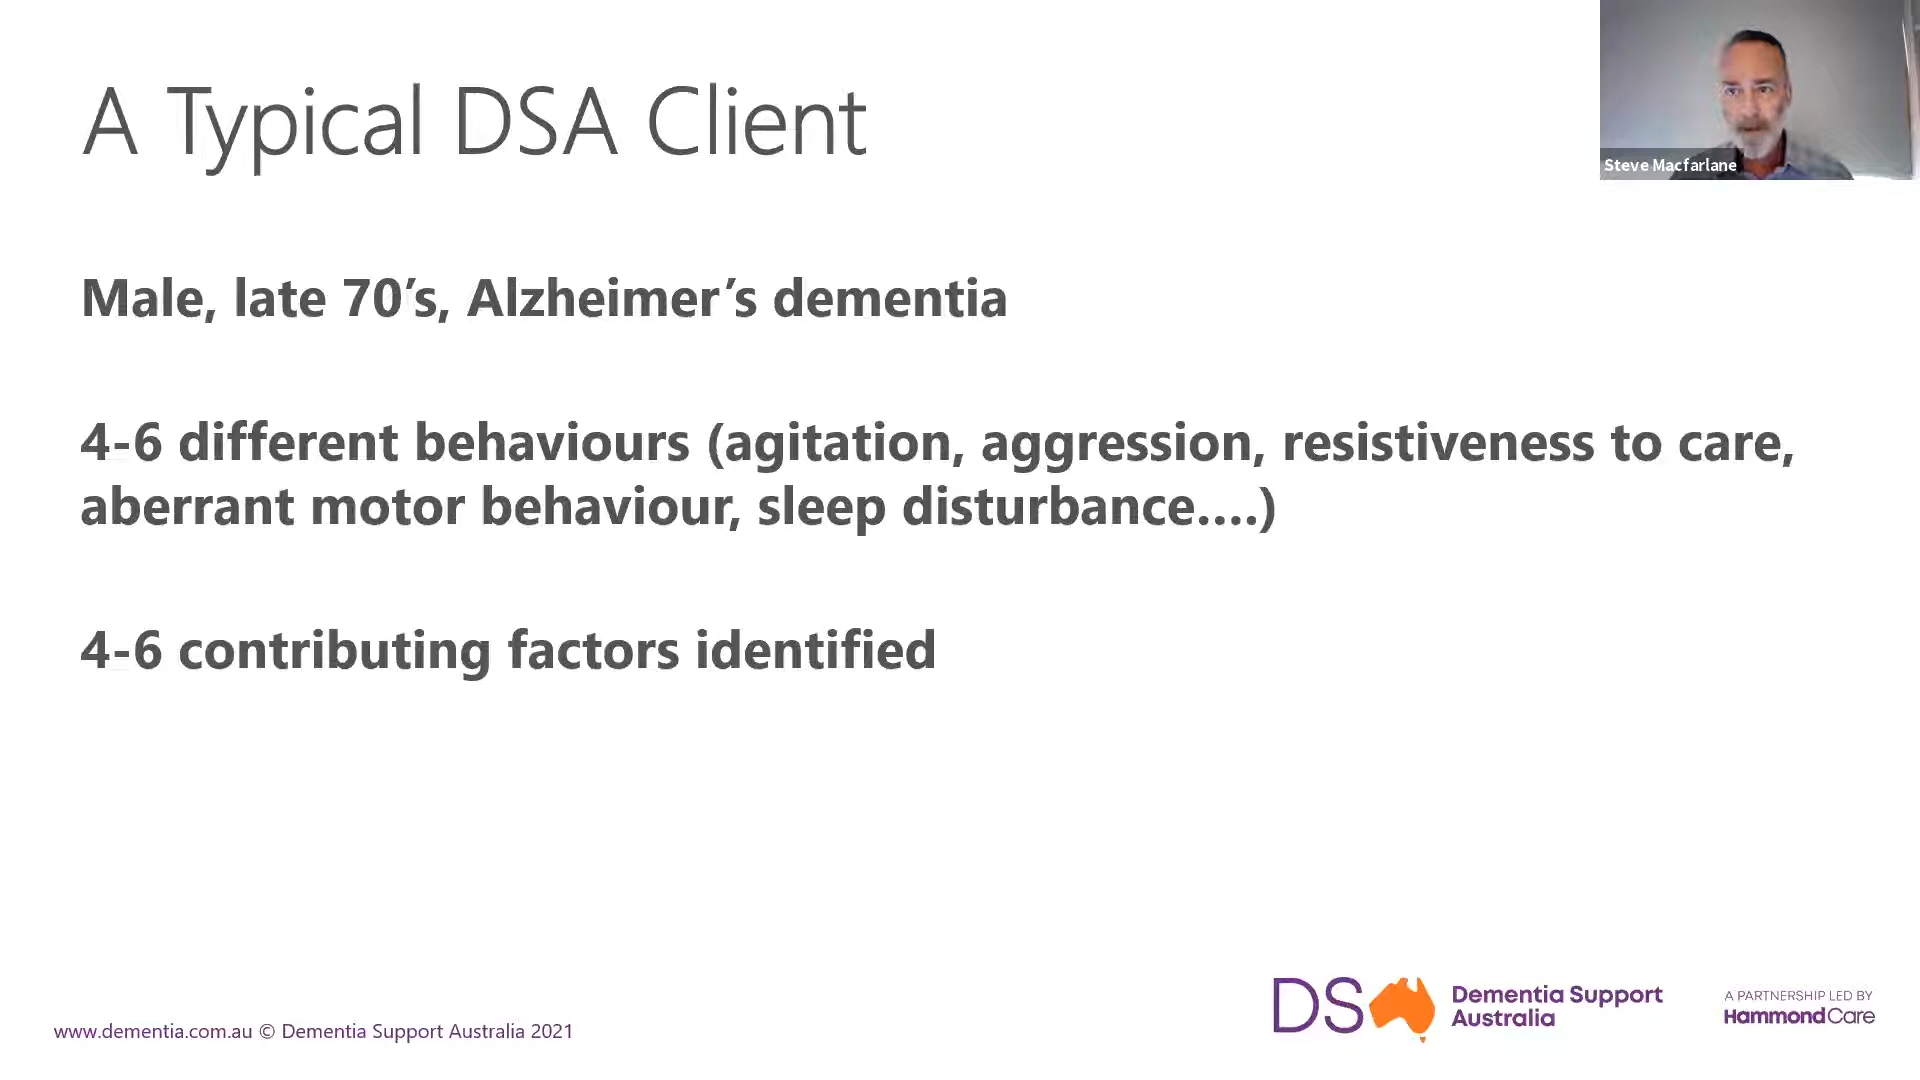 A Typical DSA Client
Steve Macfarlane
Male, late 70’s, Alzheimer’s dementia
4-6 different behaviours (agitation, aggression, resistiveness to care,
aberrant motor behaviour, sleep disturbance....)
4-6 contributing factors identified
www.dementia.com.au © Dementia Support Australia 2021
DS
Dementia Support
Australia
A PARTNERSHIP LED BY
HammondCare